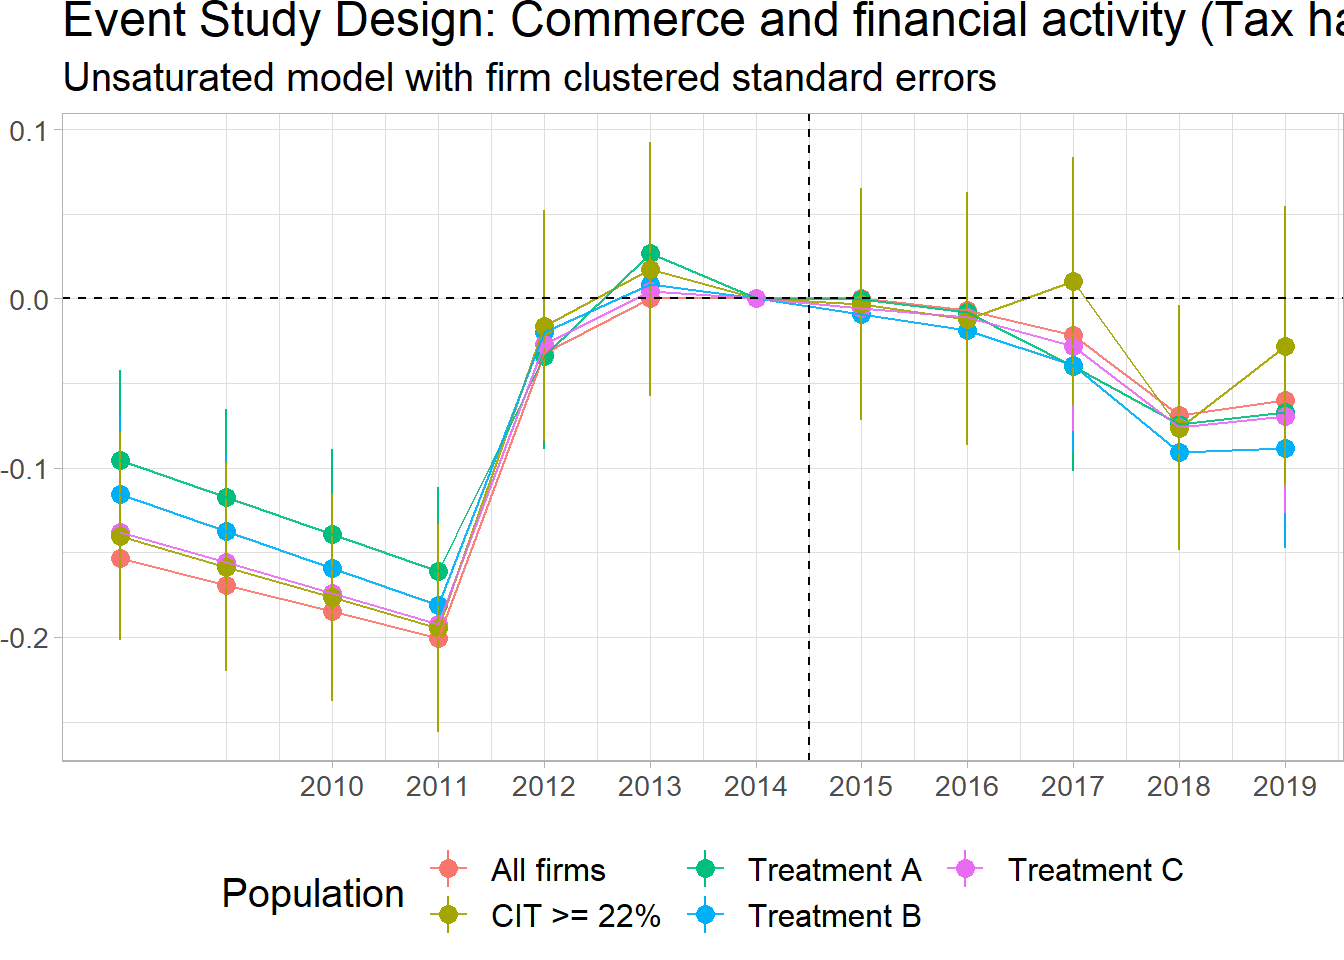 Event Study Design: Commerce and financial activity (Tax
Unsaturated model with firm clustered standard errors
0.1
0.0
-0.1
-0.2
2010 2011 2012 2013 2014 2015 2016 2017 2018 2019
Population
All firms
Treatment A
Treatment C
CIT >= 22%
Treatment B